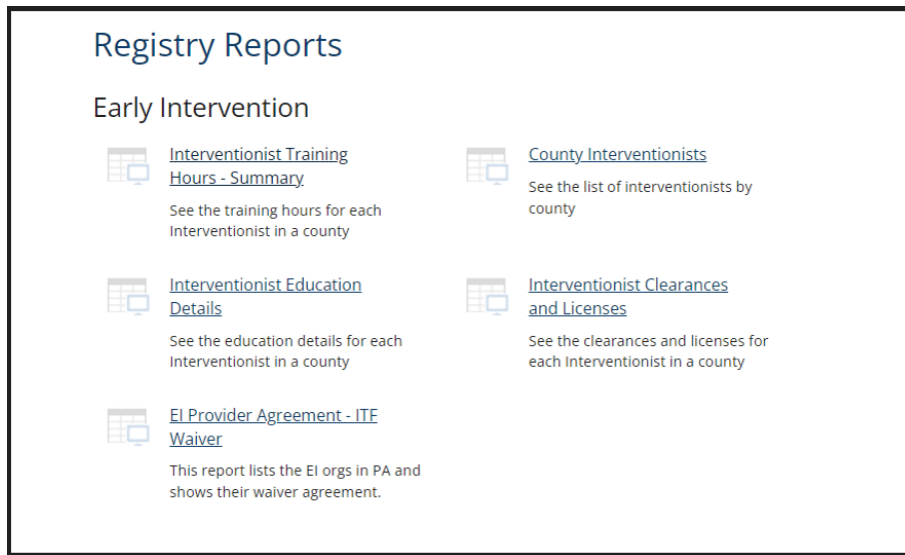 Registry Reports
Early Intervention
Interventionist Training
Hours - Summary
See the training hours for each
Interventionist in a county
County Interventionists
See the list of interventionists by
county
Interventionist Education
Details
See the education details for each
Interventionist in a county
Interventionist Clearances
and Licenses
See the clearances and licenses for
each Interventionist in a county
EI Provider Agreement - ITF
Waiver
This report lists the EI orgs in PA and
shows their waiver agreement.